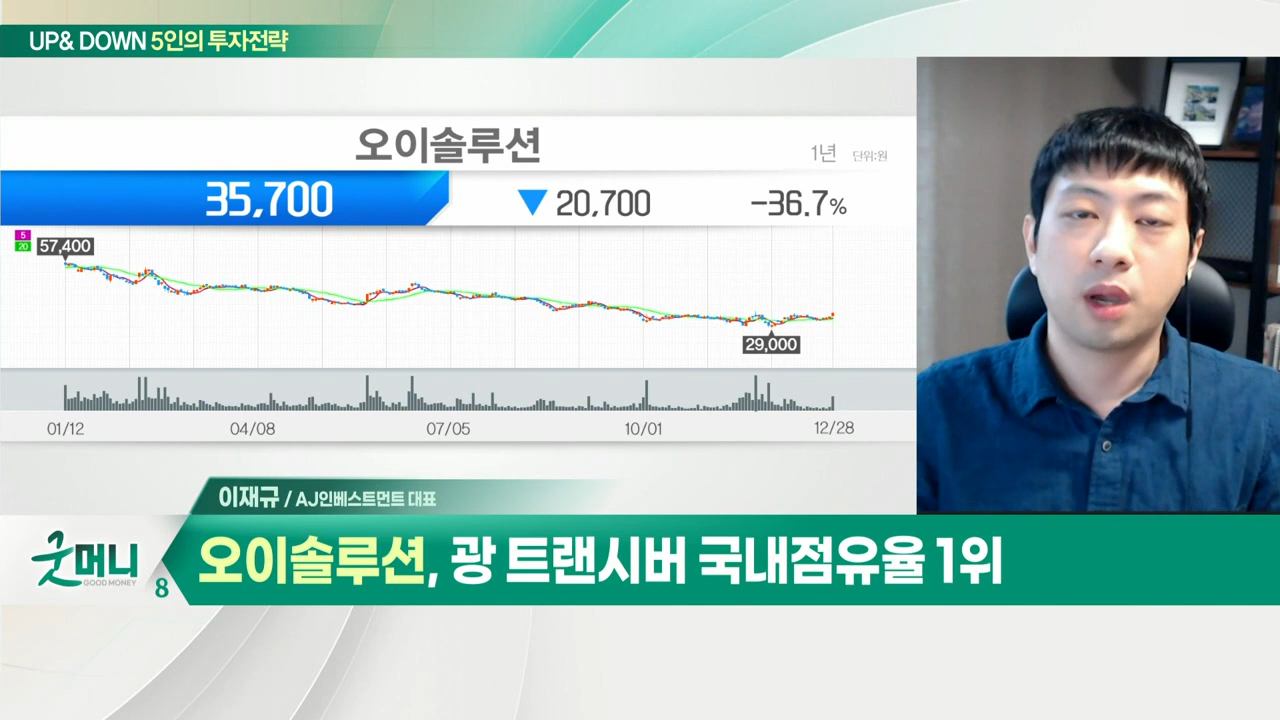 UP& DOWN 5인의 투자전략
오이솔루션
1년 단위:원
35,700 ▼ 20,700 -36.7%
5
20
57,400
29,000
01/12 04/08 07/05 10/01 12/28
이재규 / AJ인베스트먼트 대표
굿머니
GOOD MONEY
8
오이솔루션, 광 트랜시버 국내점유율 1위